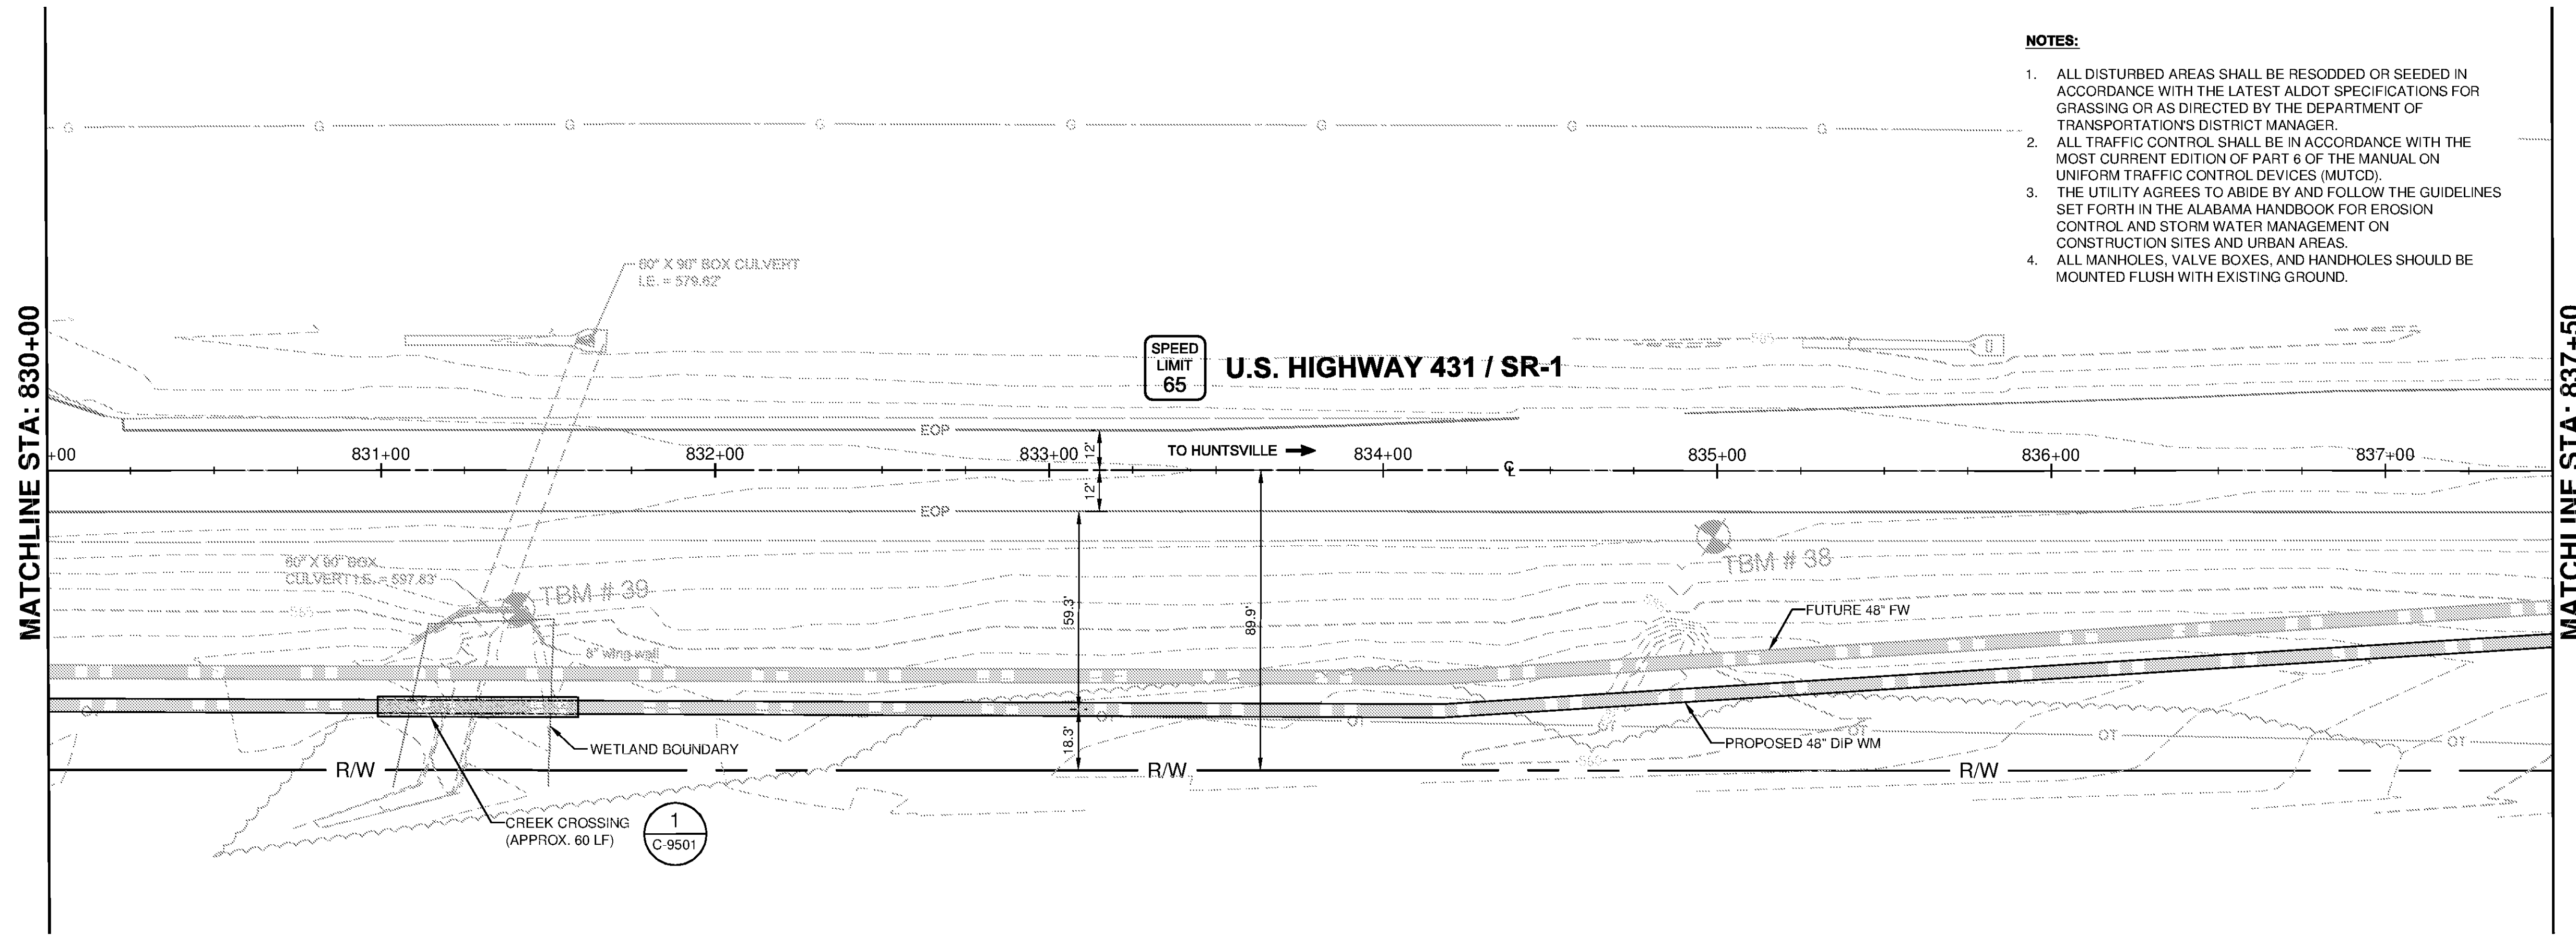 NOTES:
1. ALL DISTURBED AREAS SHALL BE RESODDED OR SEEDED IN
ACCORDANCE WITH THE LATEST ALDOT SPECIFICATIONS FOR
GRASSING OR AS DIRECTED BY THE DEPARTMENT OF
TRANSPORTATION'S DISTRICT MANAGER.
2. ALL TRAFFIC CONTROL SHALL BE IN ACCORDANCE WITH THE
MOST CURRENT EDITION OF PART 6 OF THE MANUAL ON
UNIFORM TRAFFIC CONTROL DEVICES (MUTCD).
3. THE UTILITY AGREES TO ABIDE BY AND FOLLOW THE GUIDELINES
SET FORTH IN THE ALABAMA HANDBOOK FOR EROSION
CONTROL AND STORM WATER MANAGEMENT ON
CONSTRUCTION SITES AND URBAN AREAS.
4. ALL MANHOLES, VALVE BOXES, AND HANDHOLES SHOULD BE
MOUNTED FLUSH WITH EXISTING GROUND.
G G G G G G G G
X 90" BOX CULVERT
I.E. = 579.62'
MATCHLINE STA: 830+00
MATCHLINE STA: 837+50
SPEED
LIMIT
65
U.S. HIGHWAY 431 / SR-1
585
EOP
12'
TO HUNTSVILLE
+00 831+00 832+00 833+00 834+00 835+00 836+00 837+00
CL
12'
EOP
BOX
CULVERT I.E. = 597.83'
TBM # 39
TBM # 38
59.3'
89.9'
FUTURE 48" FW
wing-wall
OT OT OT OT OT OT OT
18.3'
WETLAND BOUNDARY
PROPOSED 48" DIP WM
R/W R/W R/W
CREEK CROSSING
(APPROX. 60 LF)
1
C-9501